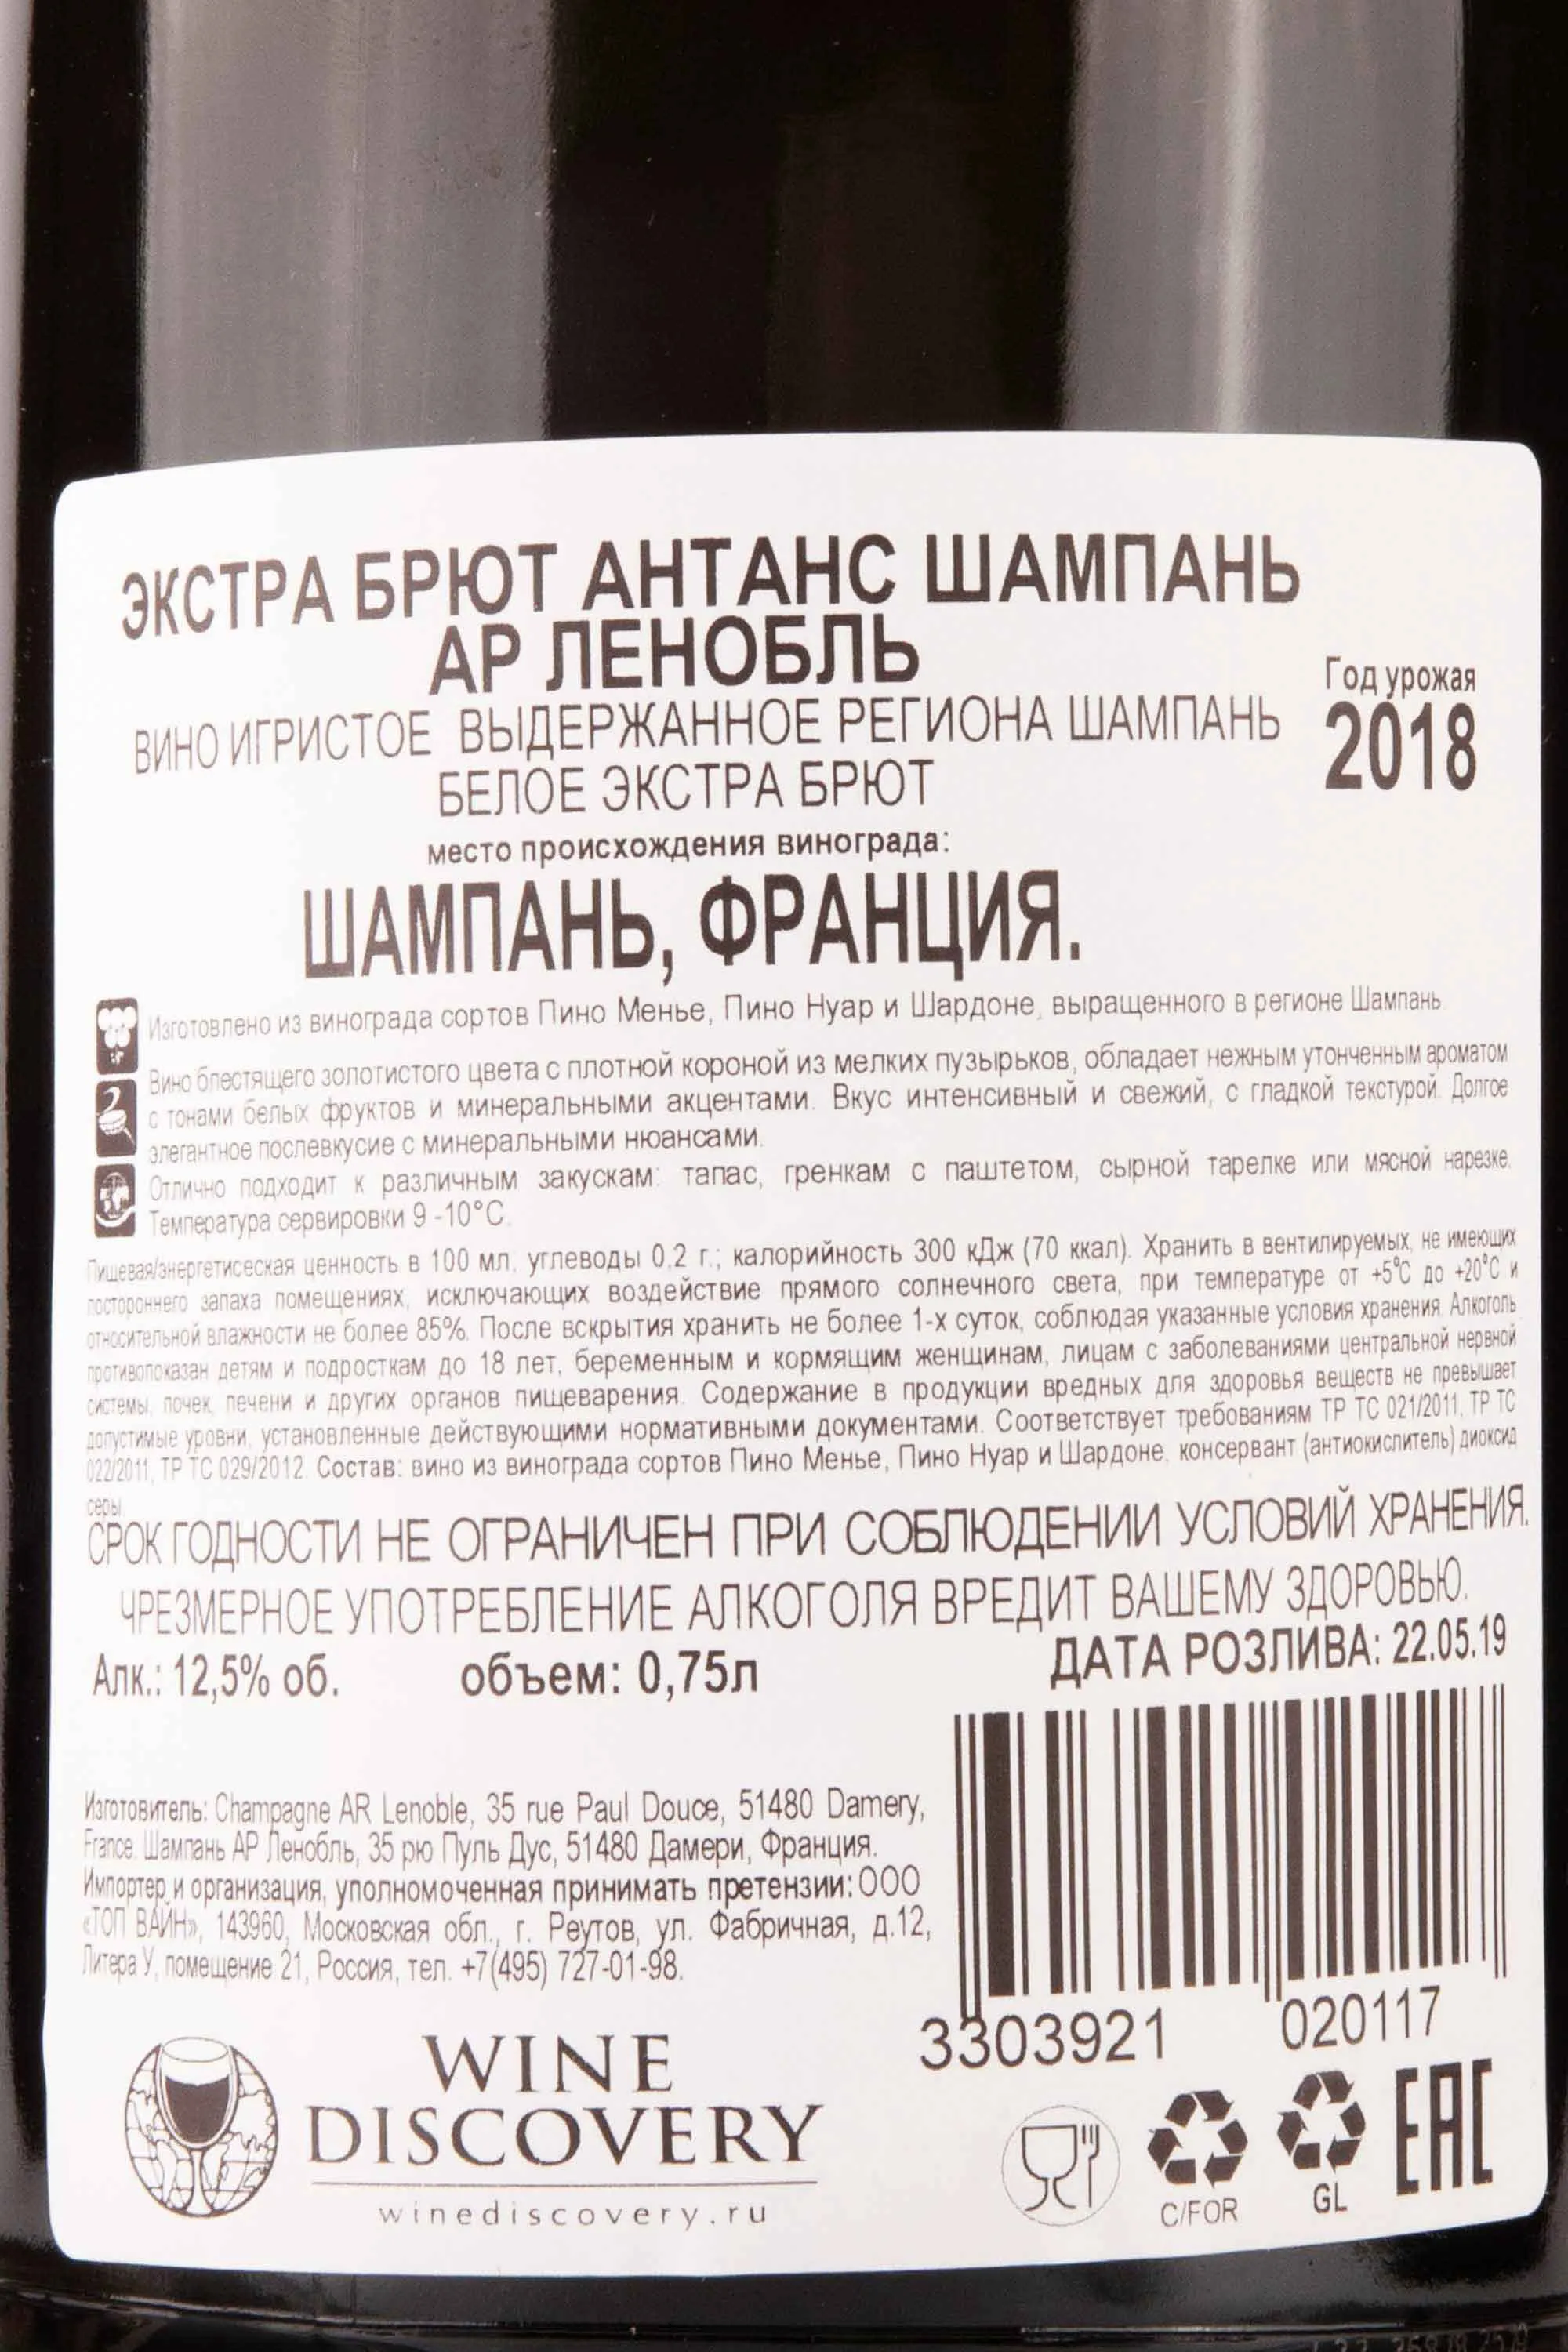 ЭКСТРА БРЮТ АНТАНС ШАМПАНЬ
АР ЛЕНОБЛЬ
ВИНО ИГРИСТОЕ ВЫДЕРЖАННОЕ РЕГИОНА ШАМПАНЬ
БЕЛОЕ ЭКСТРА БРЮТ
Год урожая
2018
место происхождения винограда:
ШАМПАНЬ, ФРАНЦИЯ.
Изготовлено из винограда сортов Пино Менье, Пино Нуар и Шардоне, выращенного в регионе Шампань
Вино блестящего золотистого цвета с плотной короной из мелких пузырьков, обладает нежным утонченным ароматом
с тонами белых фруктов и минеральными акцентами. Вкус интенсивный и свежий, с гладкой текстурой. Долгое
элегантное послевкусие с минеральными нюансами.
Отлично подходит к различным закускам: тапас, гренкам с паштетом, сырной тарелке или мясной нарезке.
Температура сервировки 9 -10°С.
Пищевая/энергетисеская ценность в 100 мл, углеводы 0,2 г.; калорийность 300 кДж (70 ккал). Хранить в вентилируемых, не имеющих
постороннего запаха помещениях, исключающих воздействие прямого солнечного света, при температуре от +5°С до +20°С и
относительной влажности не более 85%. После вскрытия хранить не более 1-х суток, соблюдая указанные условия хранения. Алкоголь
противопоказан детям и подросткам до 18 лет, беременным и кормящим женщинам, лицам с заболеваниями центральной нервной
системы, почек, печени и других органов пищеварения. Содержание в продукции вредных для здоровья веществ не превышает
допустимые уровни, установленные действующими нормативными документами. Соответствует требованиям ТР ТС 021/2011, ТР ТС
022/2011, ТР ТС 029/2012. Состав: вино из винограда сортов Пино Менье, Пино Нуар и Шардоне, консервант (антиокислитель) диоксид
серы.
СРОК ГОДНОСТИ НЕ ОГРАНИЧЕН ПРИ СОБЛЮДЕНИИ УСЛОВИЙ ХРАНЕНИЯ.
ЧРЕЗМЕРНОЕ УПОТРЕБЛЕНИЕ АЛКОГОЛЯ ВРЕДИТ ВАШЕМУ ЗДОРОВЬЮ.
Алк.: 12,5% об. объем: 0,75л ДАТА РОЗЛИВА: 22.05.19
Изготовитель: Champagne AR Lenoble, 35 rue Paul Douce, 51480 Damery,
France. Шампань АР Ленобль, 35 рю Пуль Дус, 51480 Дамери, Франция.
Импортер и организация, уполномоченная принимать претензии: ООО
«ТОП ВАЙН», 143960, Московская обл., г. Реутов, ул. Фабричная, д.12,
Литера У, помещение 21, Россия, тел. +7(495) 727-01-98.
3303921 020117
WINE
DISCOVERY
winediscovery.ru
C/FOR
GL
EAC